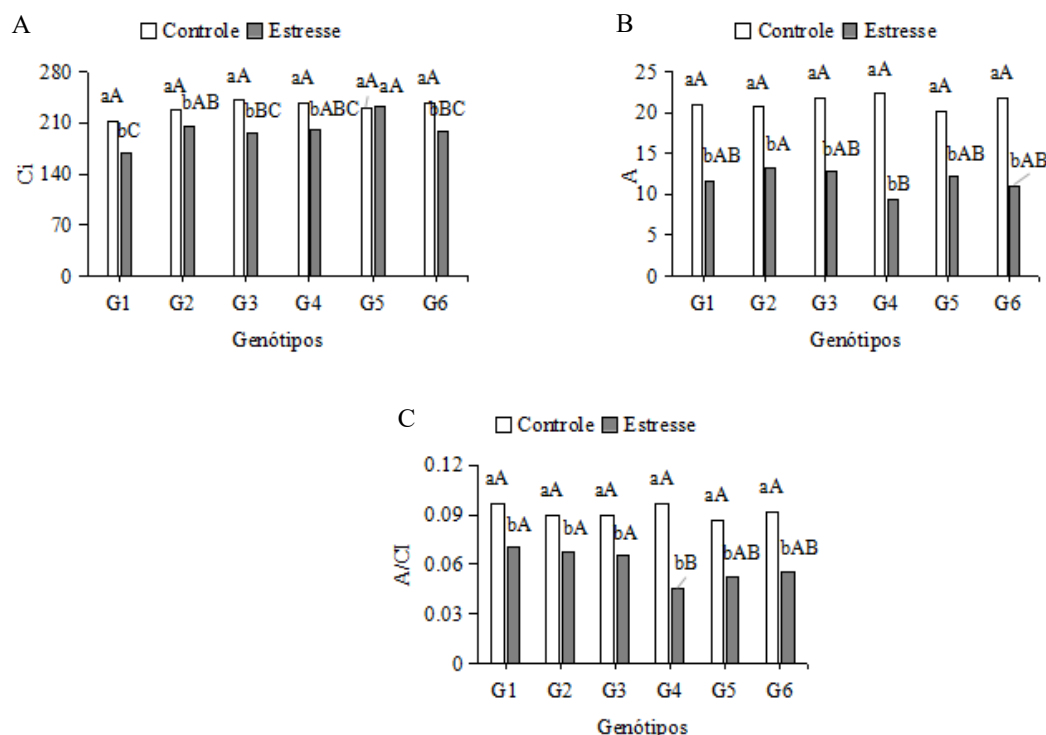 A
Controle Estresse
280
210
140
70
0
Ci
aA bC aA bAB aA bBC aA bABC aA aA aA bBC
G1 G2 G3 G4 G5 G6
Genótipos
B
Controle Estresse
25
20
15
10
5
0
A
aA bAB aA bA aA bAB aA bB aA bAB aA bAB
G1 G2 G3 G4 G5 G6
Genótipos
C
Controle Estresse
0.12
0.09
0.06
0.03
0
A/CI
aA bA aA bA aA bA aA bB aA bAB aA bAB
G1 G2 G3 G4 G5 G6
Genótipos